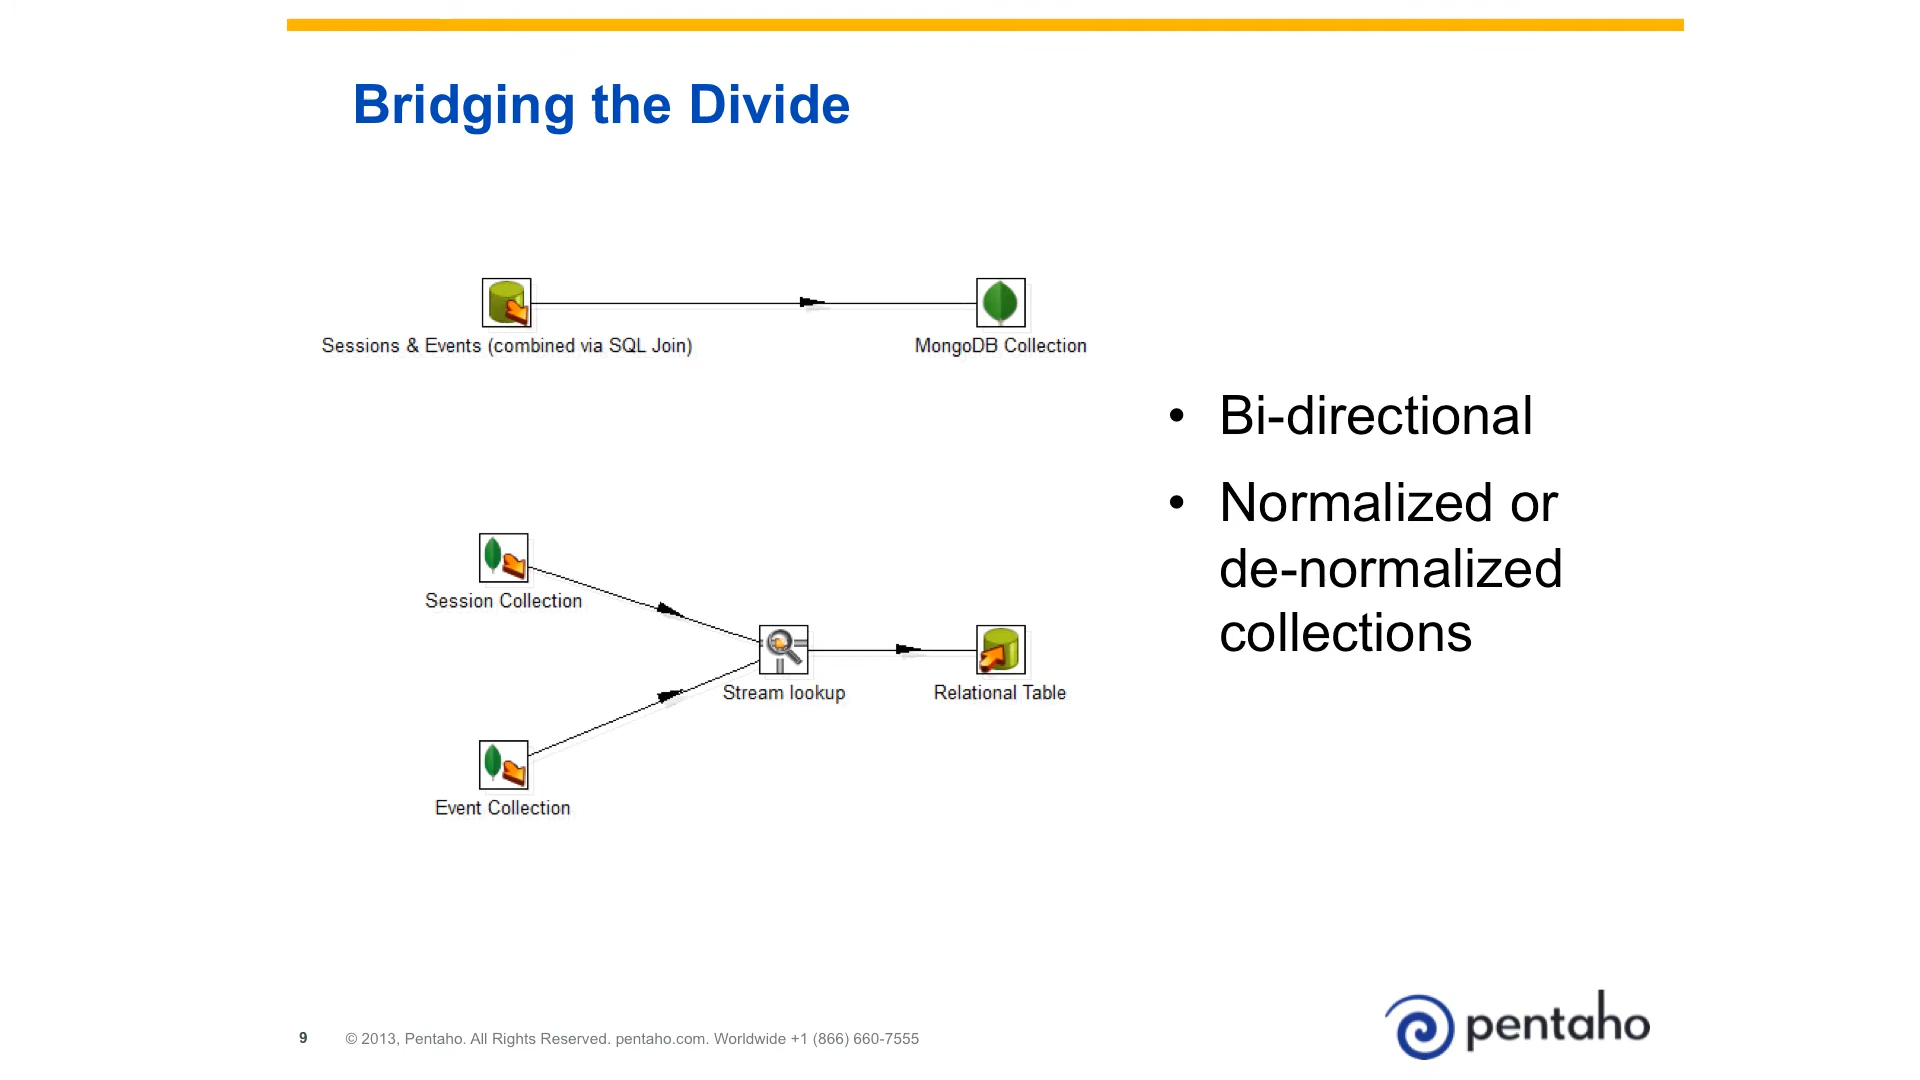 Bridging the Divide
Sessions & Events (combined via SQL Join)
MongoDB Collection
Session Collection
Stream lookup
Relational Table
Event Collection
• Bi-directional
• Normalized or
de-normalized
collections
9
© 2013, Pentaho. All Rights Reserved. pentaho.com. Worldwide +1 (866) 660-7555
pentaho